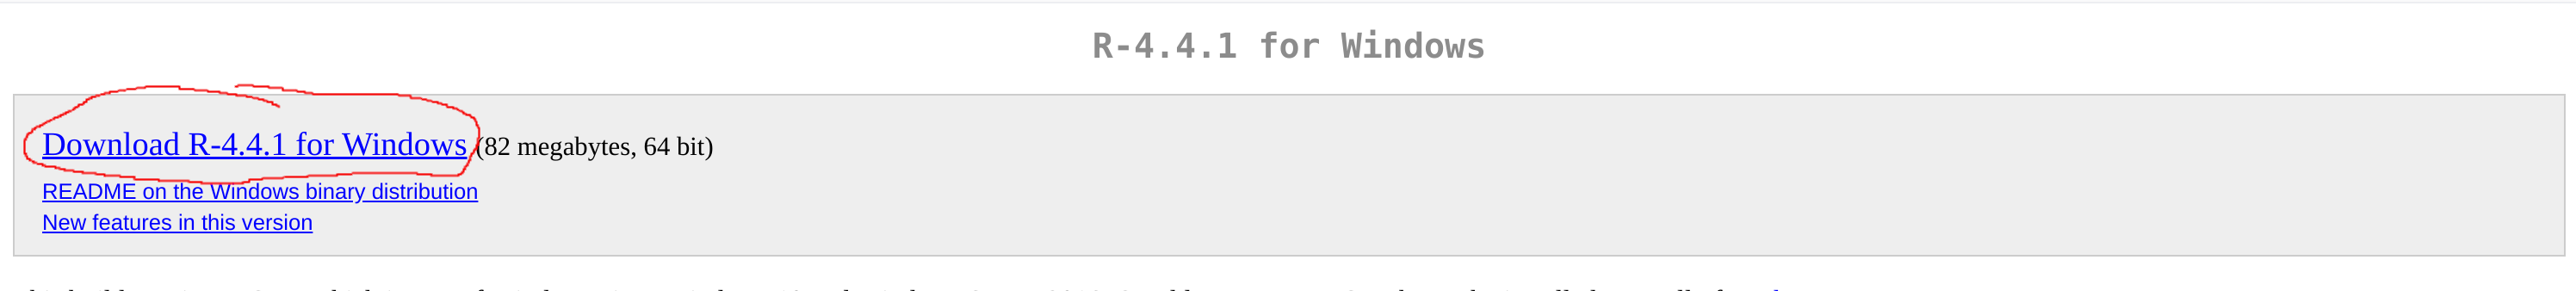 R-4.4.1 for Windows
Download R-4.4.1 for Windows (82 megabytes, 64 bit)
README on the Windows binary distribution
New features in this version